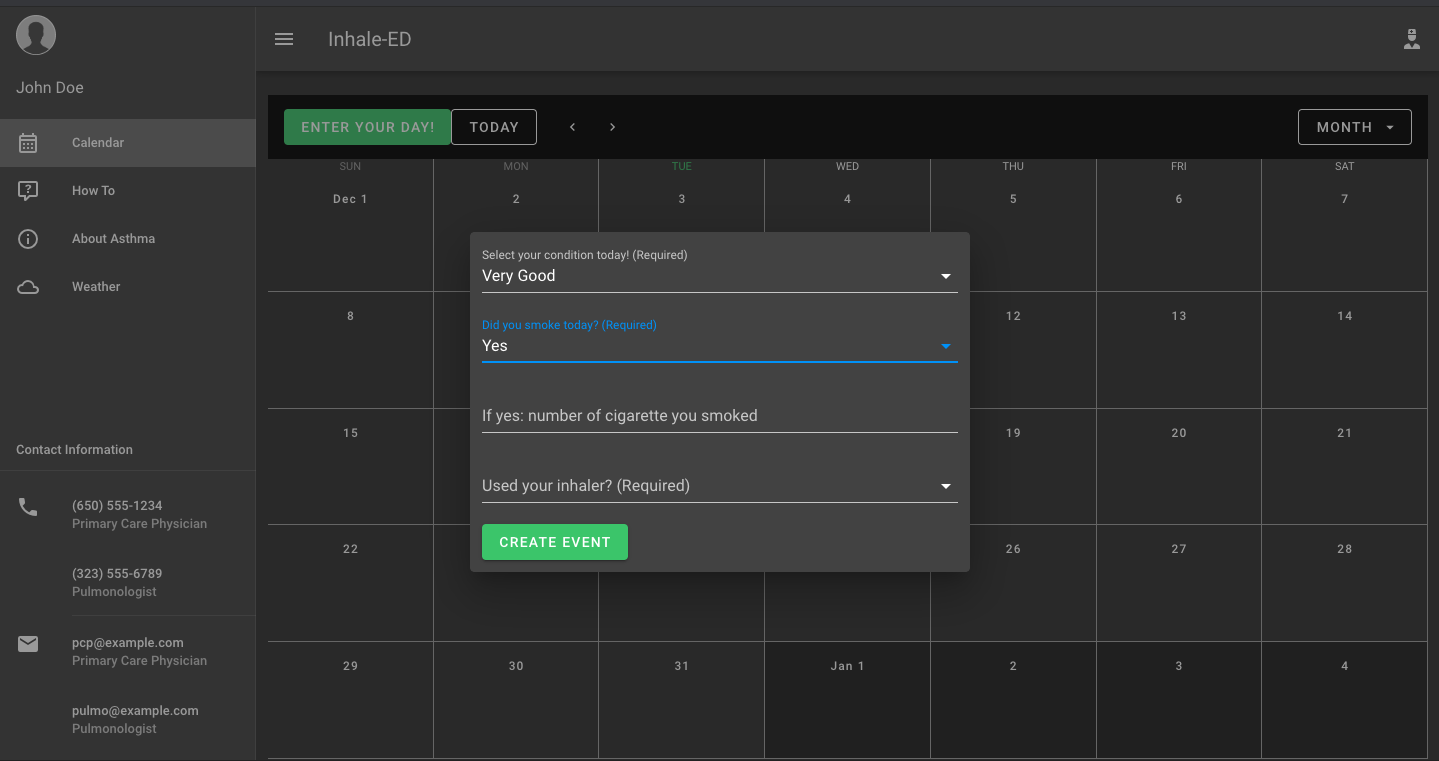 John Doe
Calendar
How To
About Asthma
Weather
Contact Information
(650) 555-1234
Primary Care Physician
(323) 555-6789
Pulmonologist
pcp@example.com
Primary Care Physician
pulmo@example.com
Pulmonologist
Inhale-ED
ENTER YOUR DAY! TODAY MONTH
SUN MON TUE WED THU FRI SAT
Dec 1 2 3 4 5 6 7
8 12 13 14
15 19 20 21
22 26 27 28
29 30 31 Jan 1 2 3 4
Select your condition today! (Required)
Very Good
Did you smoke today? (Required)
Yes
If yes: number of cigarette you smoked
Used your inhaler? (Required)
CREATE EVENT